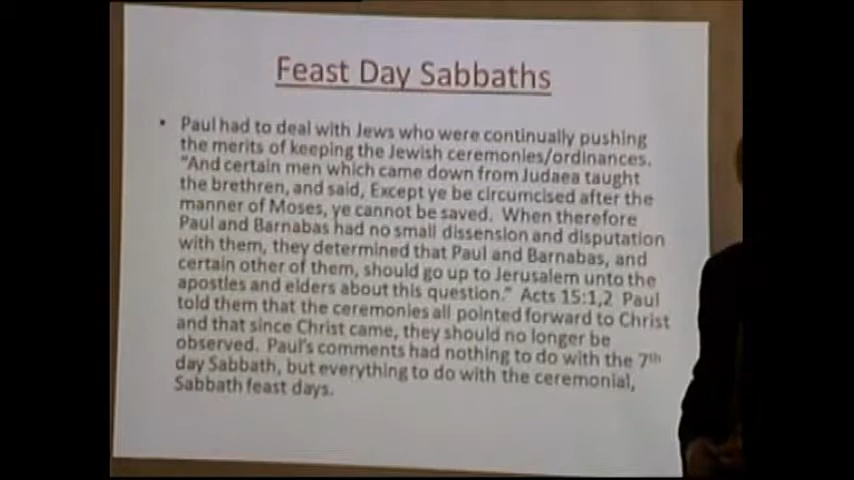 Feast Day Sabbaths
• Paul had to deal with Jews who were continually pushing
the merits of keeping the Jewish ceremonies/ordinances.
"And certain men which came down from Judaea taught
the brethren, and said, Except ye be circumcised after the
manner of Moses, ye cannot be saved. When therefore
Paul and Barnabas had no small dissension and disputation
with them, they determined that Paul and Barnabas, and
certain other of them, should go up to Jerusalem unto the
apostles and elders about this question." Acts 15:1,2 Paul
told them that the ceremonies all pointed forward to Christ
and that since Christ came, they should no longer be
observed. Paul's comments had nothing to do with the 7th
day Sabbath, but everything to do with the ceremonial,
Sabbath feast days.